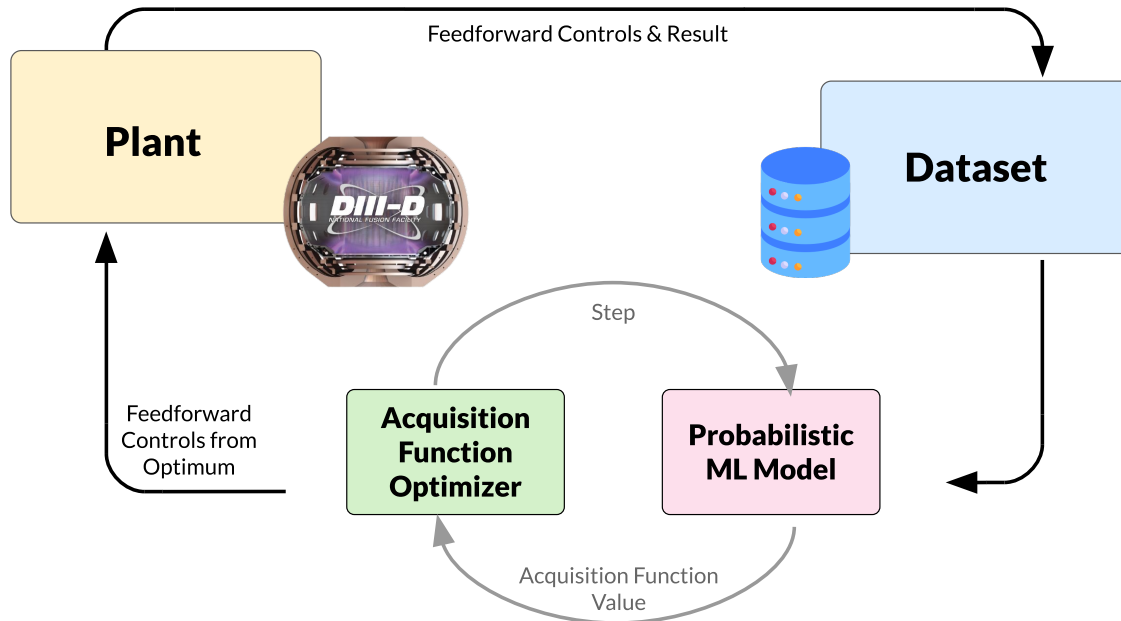 Feedforward Controls & Result
Plant
Dataset
DIII-D
NATIONAL FUSION FACILITY
Step
Acquisition
Function
Optimizer
Probabilistic
ML Model
Feedforward
Controls from
Optimum
Acquisition Function
Value